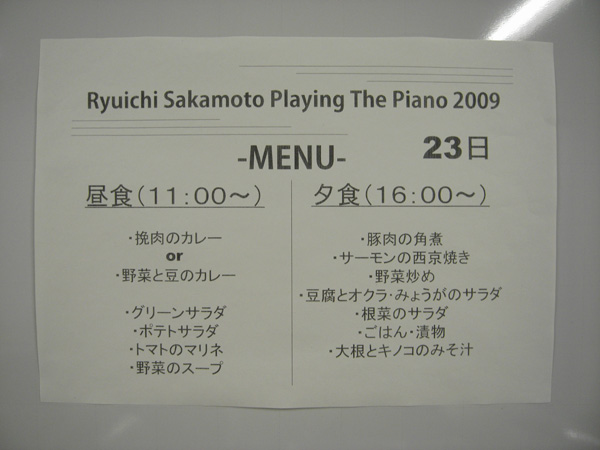 Ryuichi Sakamoto Playing The Piano 2009
-MENU-
23日
昼食(11:00～)
・挽肉のカレー
or
・野菜と豆のカレー
・グリーンサラダ
・ポテトサラダ
・トマトのマリネ
・野菜のスープ
夕食(16:00～)
・豚肉の角煮
・サーモンの西京焼き
・野菜炒め
・豆腐とオクラ・みょうがのサラダ
・根菜のサラダ
・ごはん・漬物
・大根とキノコのみそ汁